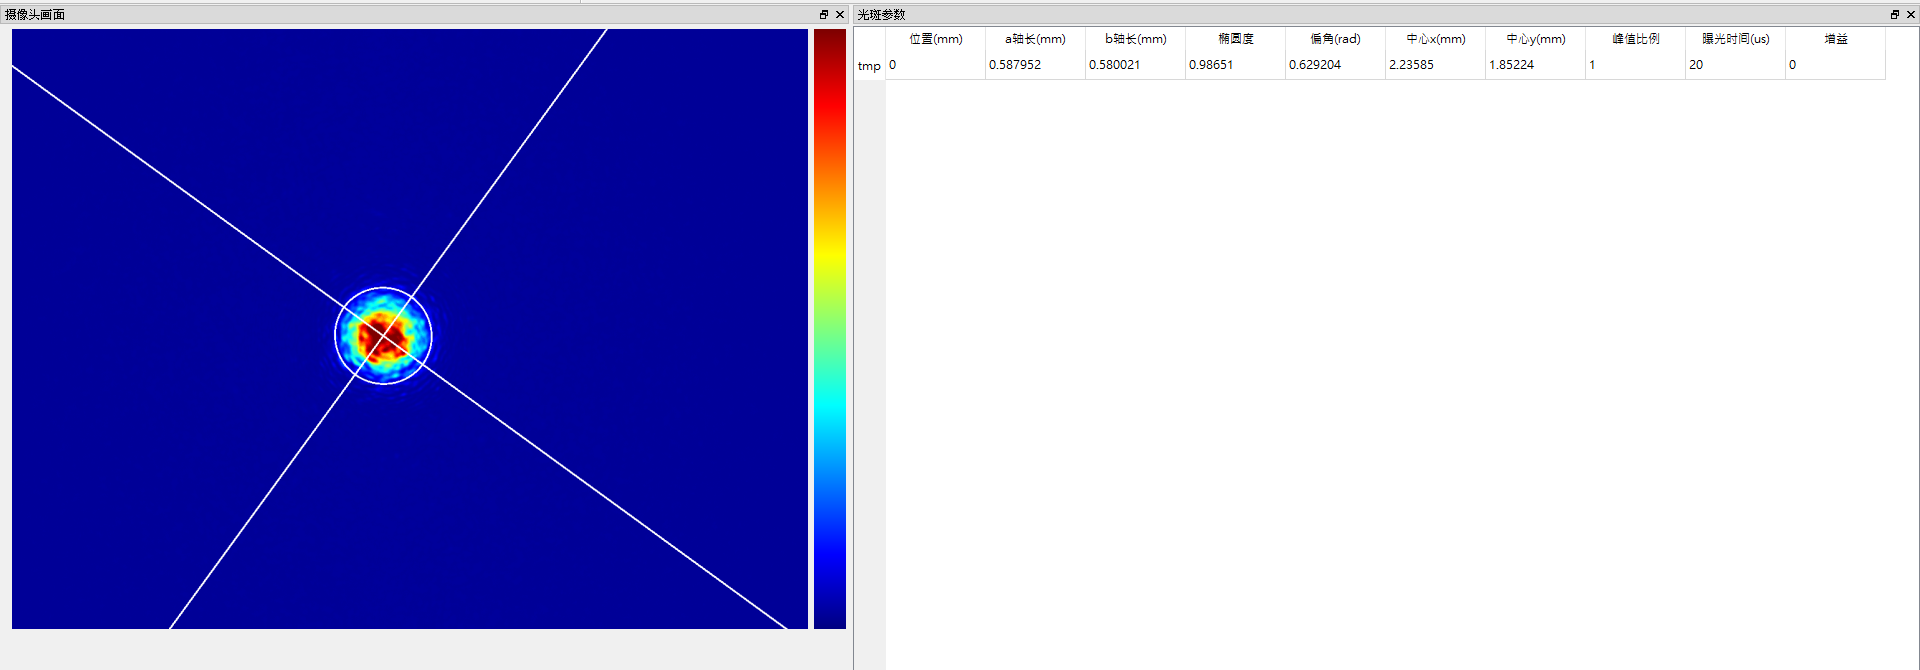 摄像头画面
光斑参数
位置(mm) a轴长(mm) b轴长(mm) 椭圆度 偏角(rad) 中心x(mm) 中心y(mm) 峰值比例 曝光时间(us) 增益
tmp 0 0.587952 0.580021 0.98651 0.629204 2.23585 1.85224 1 20 0